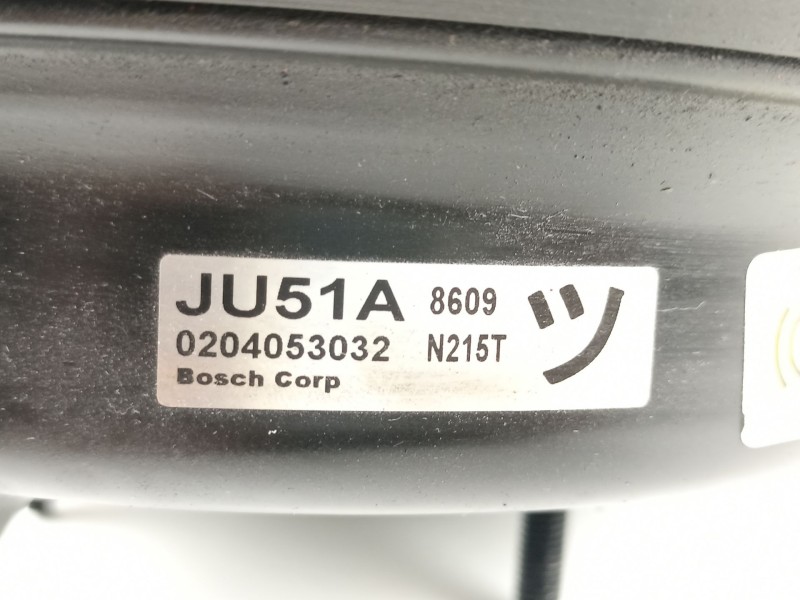 JU51A 8609 ツ
0204053032 N215T
Bosch Corp